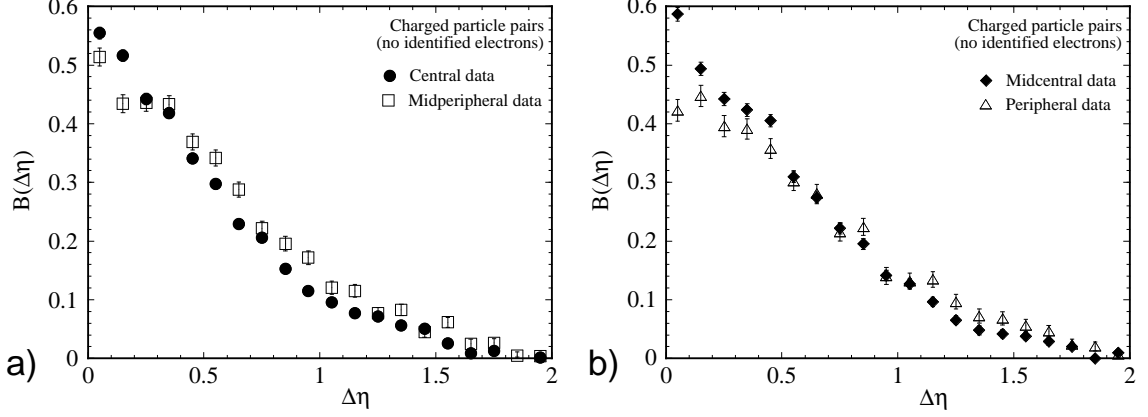 Charged particle pairs
(no identified electrons)
Central data
Midperipheral data
B(Δη)
0.6
0.5
0.4
0.3
0.2
0.1
0
0
0.5
1
1.5
2
Δη
a)
Charged particle pairs
(no identified electrons)
Midcentral data
Peripheral data
B(Δη)
0.6
0.5
0.4
0.3
0.2
0.1
0
0
0.5
1
1.5
2
Δη
b)